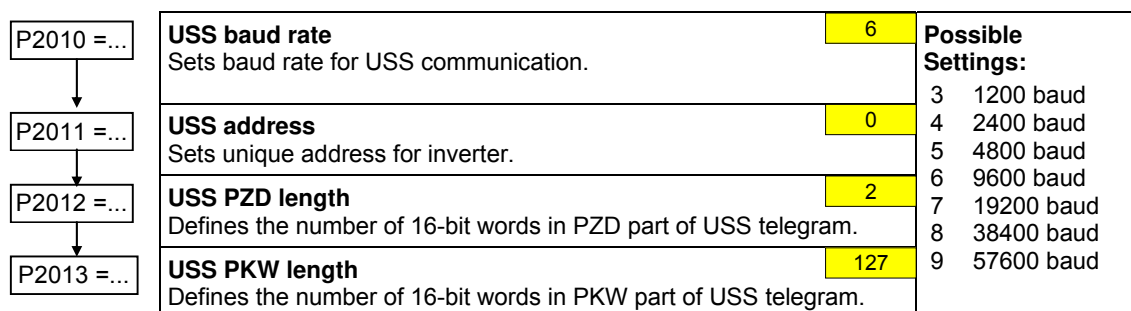 P2010 =...
USS baud rate
6
Sets baud rate for USS communication.
P2011 =...
USS address
0
Sets unique address for inverter.
P2012 =...
USS PZD length
2
Defines the number of 16-bit words in PZD part of USS telegram.
P2013 =...
USS PKW length
127
Defines the number of 16-bit words in PKW part of USS telegram.
Possible
Settings:
3 1200 baud
4 2400 baud
5 4800 baud
6 9600 baud
7 19200 baud
8 38400 baud
9 57600 baud